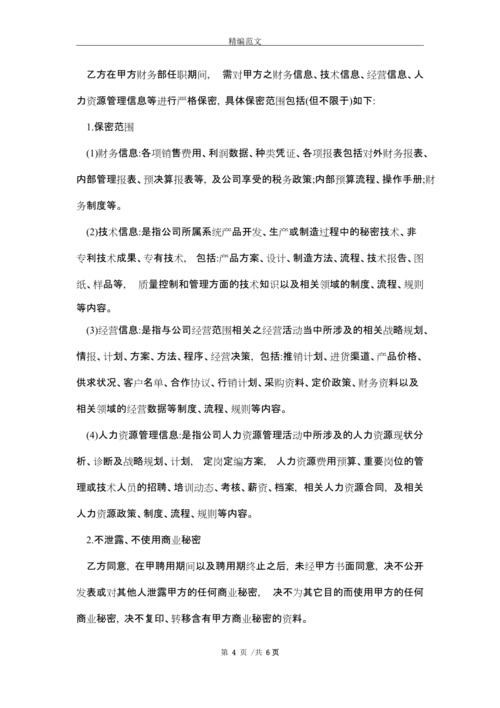 精编范文
乙方在甲方财务部任职期间， 需对甲方之财务信息、技术信息、经营信息、人
力资源管理信息等进行严格保密, 具体保密范围包括(但不限于)如下:
1.保密范围
(1)财务信息:各项销售费用、利润数据、种类凭证、各项报表包括对外财务报表、
内部管理报表、预决算报表等，及公司享受的税务政策;内部预算流程、操作手册;财
务制度等。
(2)技术信息:是指公司所属系统产品开发、生产或制造过程中的秘密技术、非
专利技术成果、专有技术， 包括:产品方案、设计、制造方法、流程、技术报告、图
纸、样品等， 质量控制和管理方面的技术知识以及相关领域的制度、流程、规则
等内容。
(3)经营信息:是指与公司经营范围相关之经营活动当中所涉及的相关战略规划、
情报、计划、方案、方法、程序、经营决策，包括:推销计划、进货渠道、产品价格、
供求状况、客户名单、合作协议、行销计划、采购资料、定价政策、财务资料以及
相关领域的经营数据等制度、流程、规则等内容。
(4)人力资源管理信息:是指公司人力资源管理活动中所涉及的人力资源现状分
析、诊断及战略规划、计划， 定岗定编方案， 人力资源费用预算、重要岗位的管
理或技术人员的招聘、培训动态、考核、薪资、档案，相关人力资源合同，及相关
人力资源政策、制度、流程、规则等内容。
2.不泄露、不使用商业秘密
乙方同意，在甲聘用期间以及聘用期终止之后，未经甲方书面同意，决不公开
发表或对其他人泄露甲方的任何商业秘密， 决不为其它目的而使用甲方的任何
商业秘密, 决不复印、转移含有甲方商业秘密的资料。
第 4 页 /共 6 页